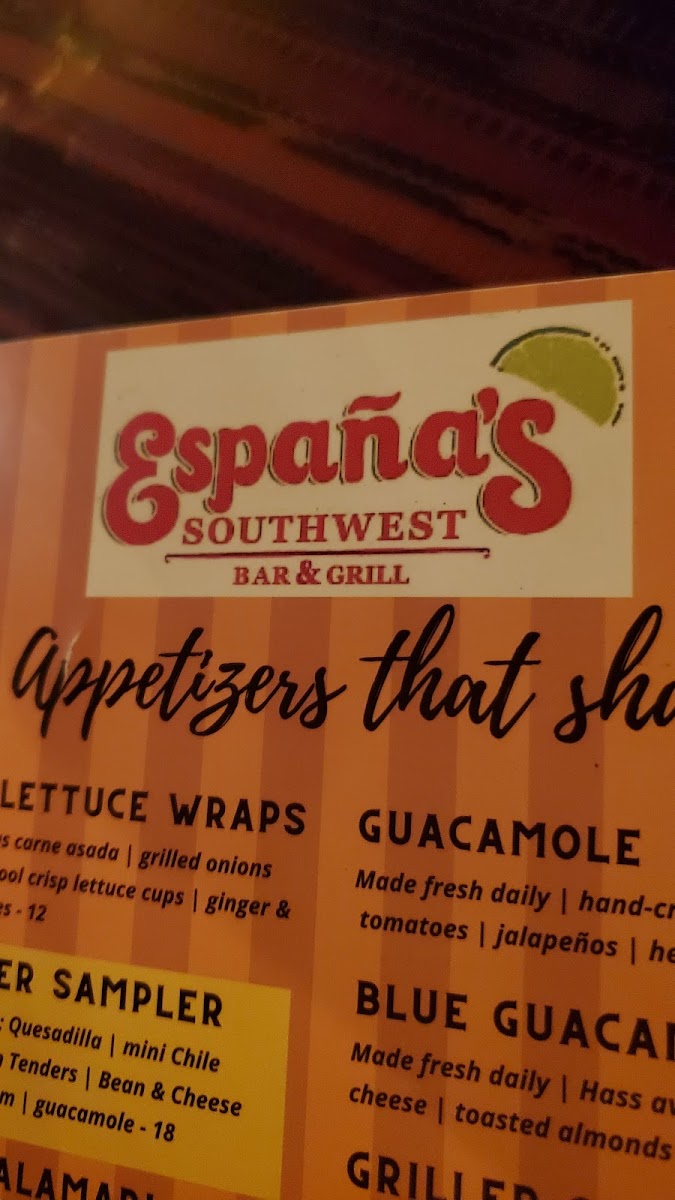 España's
SOUTHWEST
BAR & GRILL
Appetizers that
LETTUCE WRAPS
carne asada | grilled onions
crisp lettuce cups | ginger &
- 12
SAMPLER
Quesadilla | mini Chile
Tenders | Bean & Cheese
| guacamole - 18
GUACAMOLE
Made fresh daily |
tomatoes | jalapeños |
BLUE
Made fresh daily | Hass
cheese | toasted almonds